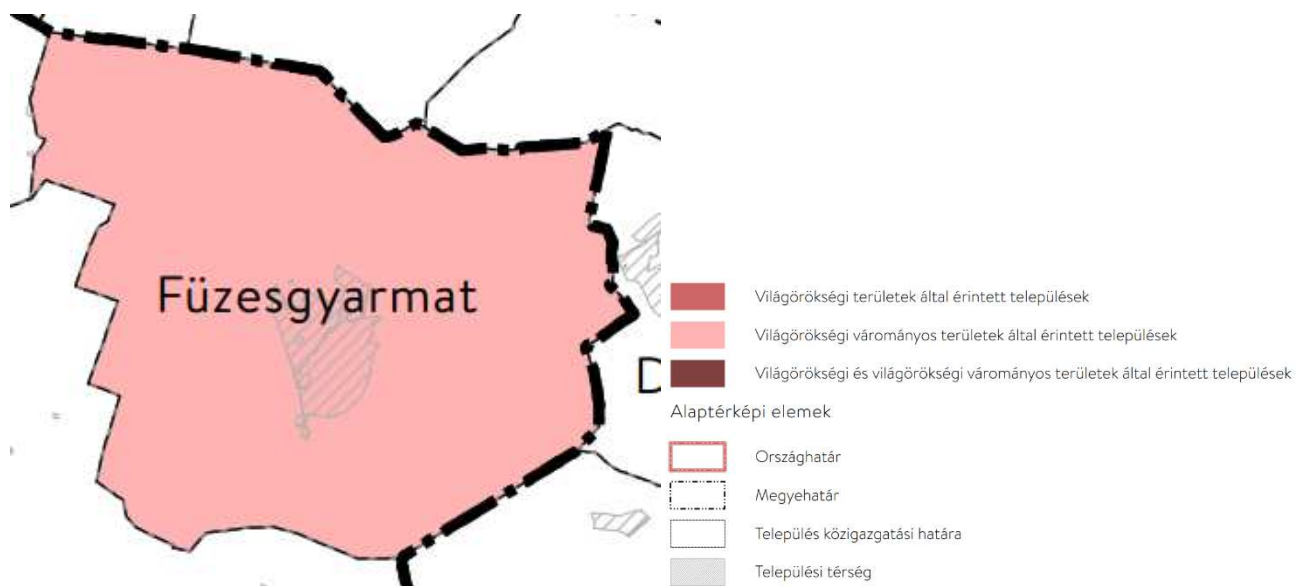 Füzesgyarmat
D
Világörökségi területek által érintett települések
Világörökségi várományos területek által érintett települések
Világörökségi és világörökségi várományos területek által érintett települések
Alaptérképi elemek
Országhatár
Megyehatár
Település közigazgatási határa
Települési térség